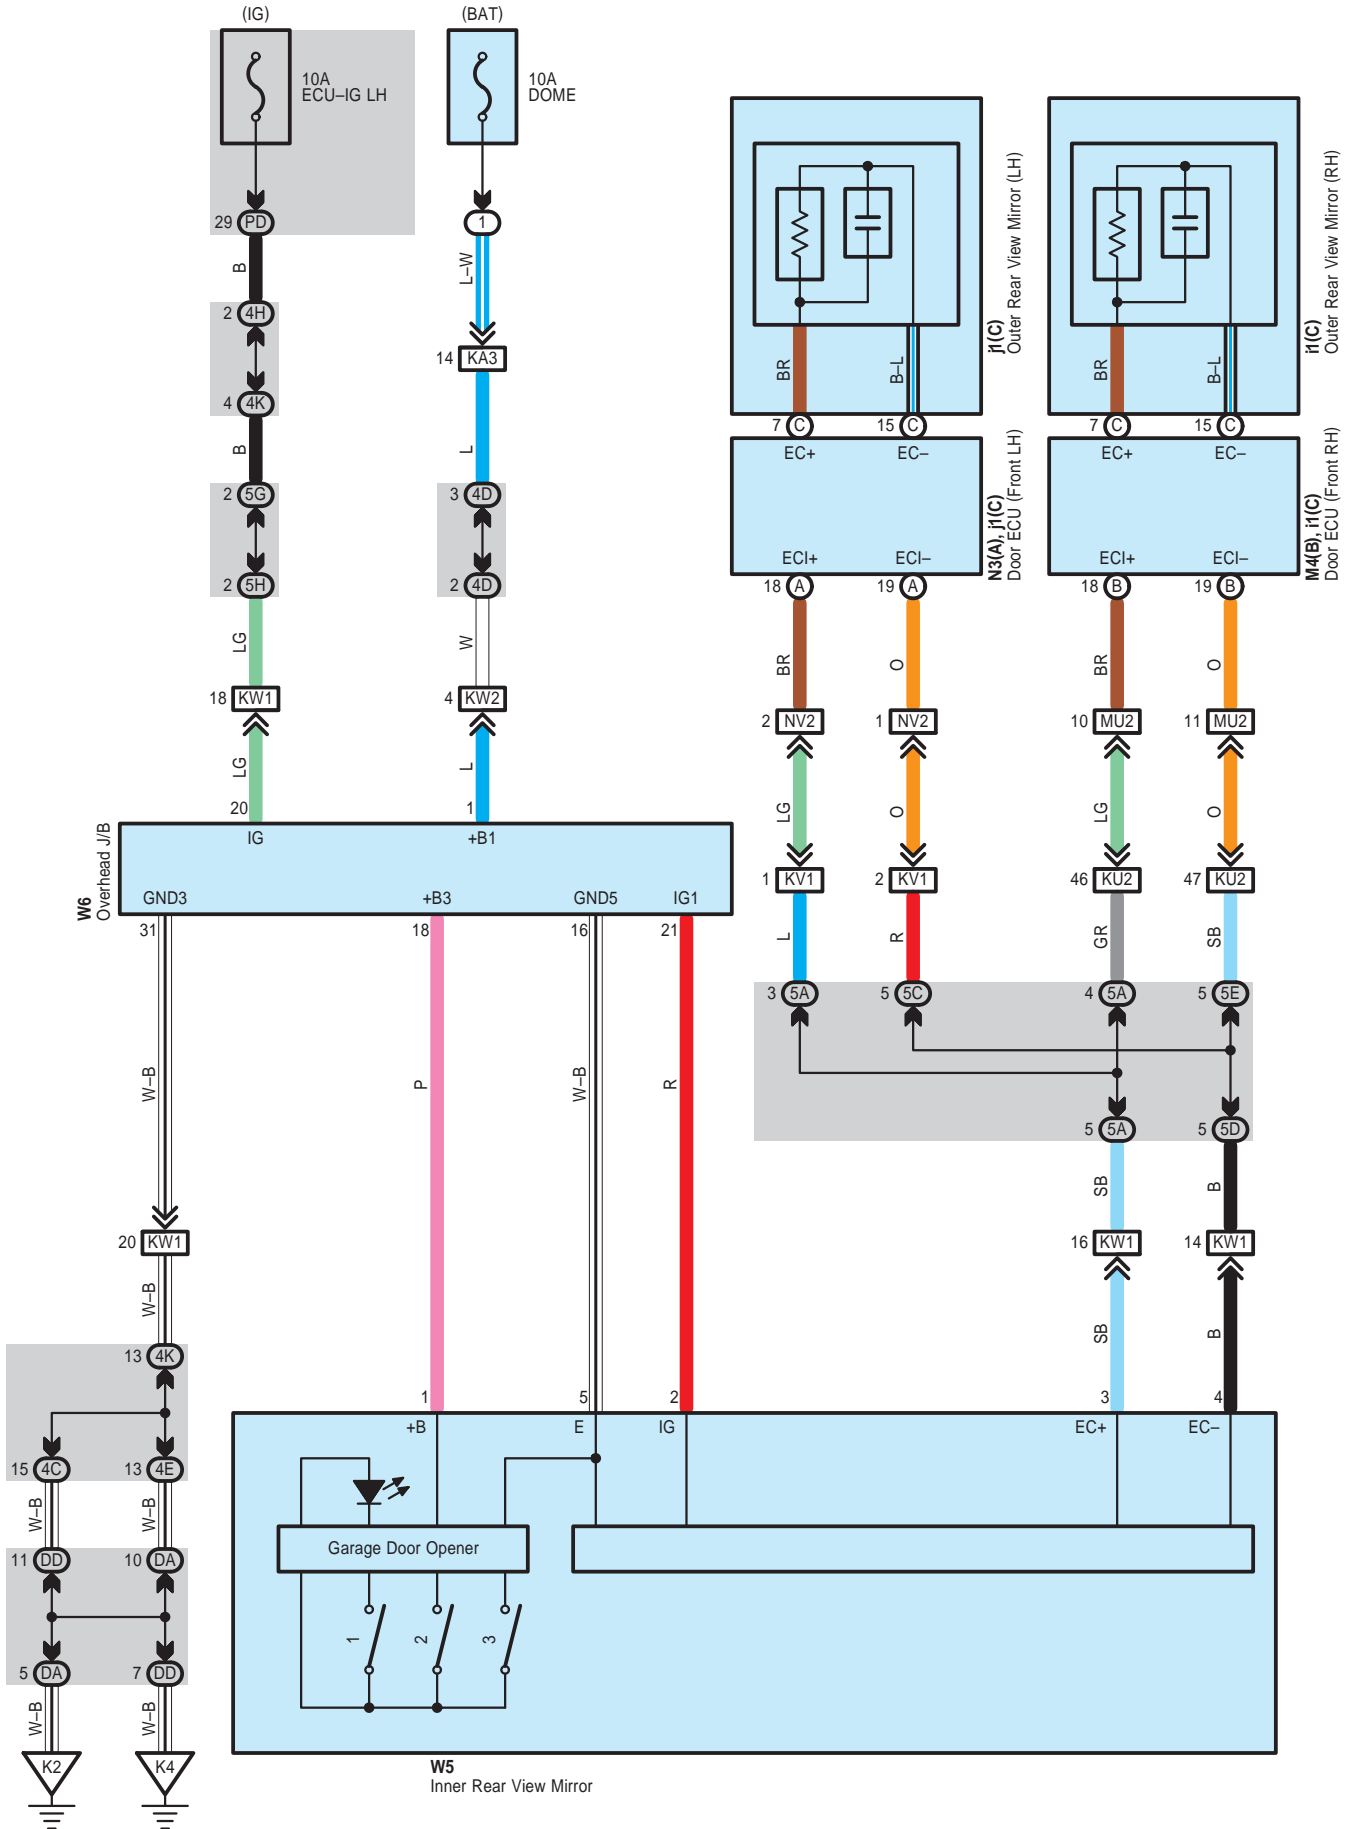 (IG)
(BAT)
10A
ECU–IG LH
10A
DOME
29 PD
1
B
L–W
2 4H
14 KA3
4 4K
B
L
2 5G
3 4D
2 5H
2 4D
LG
W
18 KW1
4 KW2
LG
L
20
1
IG
+B1
W6
Overhead J/B
GND3
+B3
GND5
IG1
31
18
16
21
W–B
P
W–B
R
20 KW1
W–B
13 4K
15 4C
13 4E
W–B
W–B
11 DD
10 DA
5 DA
7 DD
W–B
W–B
K2
K4
j1(C)
Outer Rear View Mirror (LH)
i1(C)
Outer Rear View Mirror (RH)
BR
B–L
BR
B–L
7 C
15 C
7 C
15 C
EC+
EC–
EC+
EC–
N3(A), j1(C)
Door ECU (Front LH)
M4(B), i1(C)
Door ECU (Front RH)
ECI+
ECI–
ECI+
ECI–
18 A
19 A
18 B
19 B
BR
O
BR
O
2 NV2
1 NV2
10 MU2
11 MU2
LG
O
LG
O
1 KV1
2 KV1
46 KU2
47 KU2
L
R
GR
SB
3 5A
5 5C
4 5A
5 5E
5 5A
5 5D
SB
B
16 KW1
14 KW1
SB
B
1
5
2
3
4
+B
E
IG
EC+
EC–
Garage Door Opener
1
2
3
W5
Inner Rear View Mirror